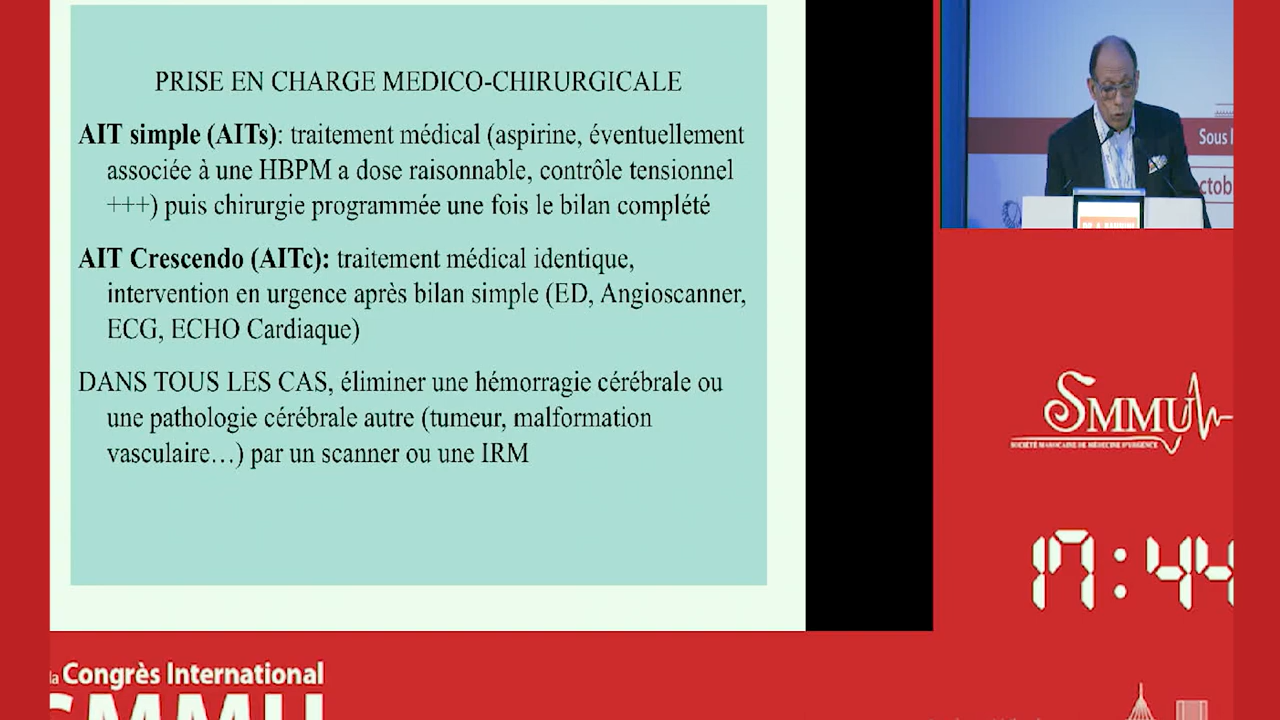 PRISE EN CHARGE MEDICO-CHIRURGICALE
AIT simple (AITs): traitement médical (aspirine, éventuellement
associée à une HBPM a dose raisonnable, contrôle tensionnel
+++) puis chirurgie programmée une fois le bilan complété
AIT Crescendo (AITc): traitement médical identique,
intervention en urgence après bilan simple (ED, Angioscanner,
ECG, ECHO Cardiaque)
DANS TOUS LES CAS, éliminer une hémorragie cérébrale ou
une pathologie cérébrale autre (tumeur, malformation
vasculaire…) par un scanner ou une IRM
Sous l
ctob
SMMU
SOCIÉTÉ MAROCAINE DE MÉDECINE D'URGENCE
17:44
la Congrès International
SMMU